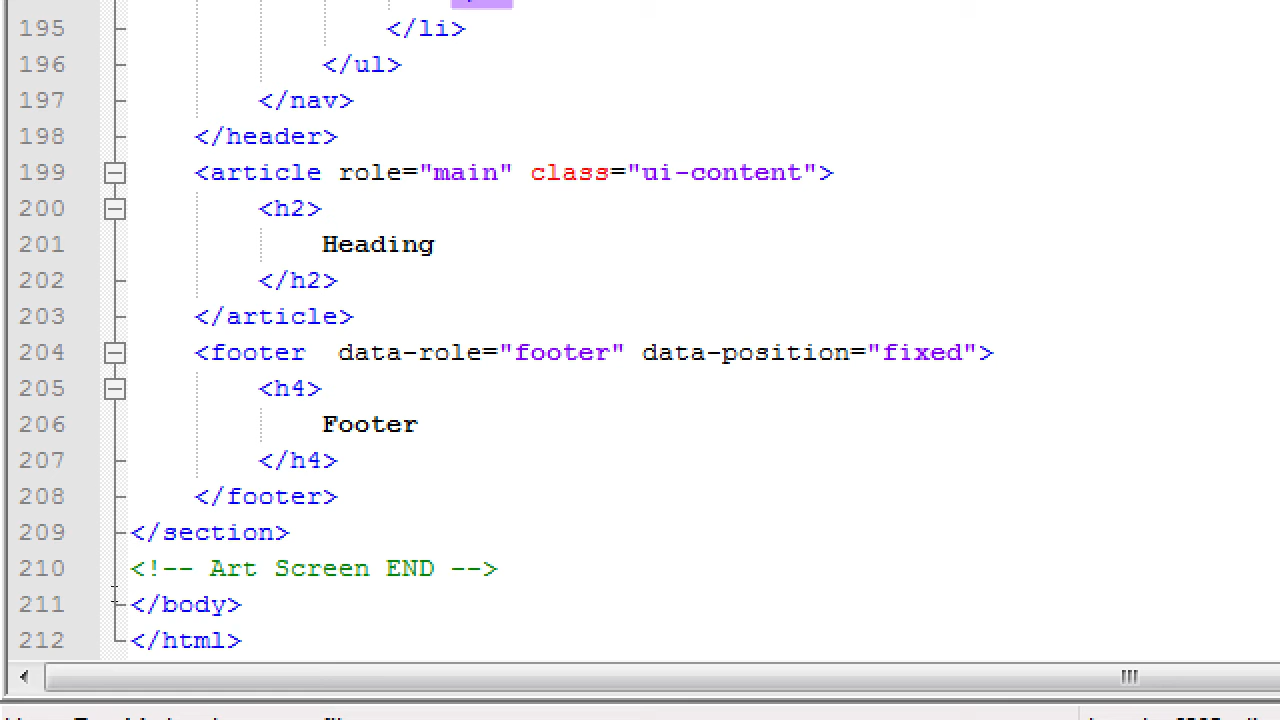 195 </li>
196 </ul>
197 </nav>
198 </header>
199 <article role="main" class="ui-content">
200 <h2>
201 Heading
202 </h2>
203 </article>
204 <footer  data-role="footer" data-position="fixed">
205 <h4>
206 Footer
207 </h4>
208 </footer>
209 </section>
210 <!-- Art Screen END -->
211 </body>
212 </html>